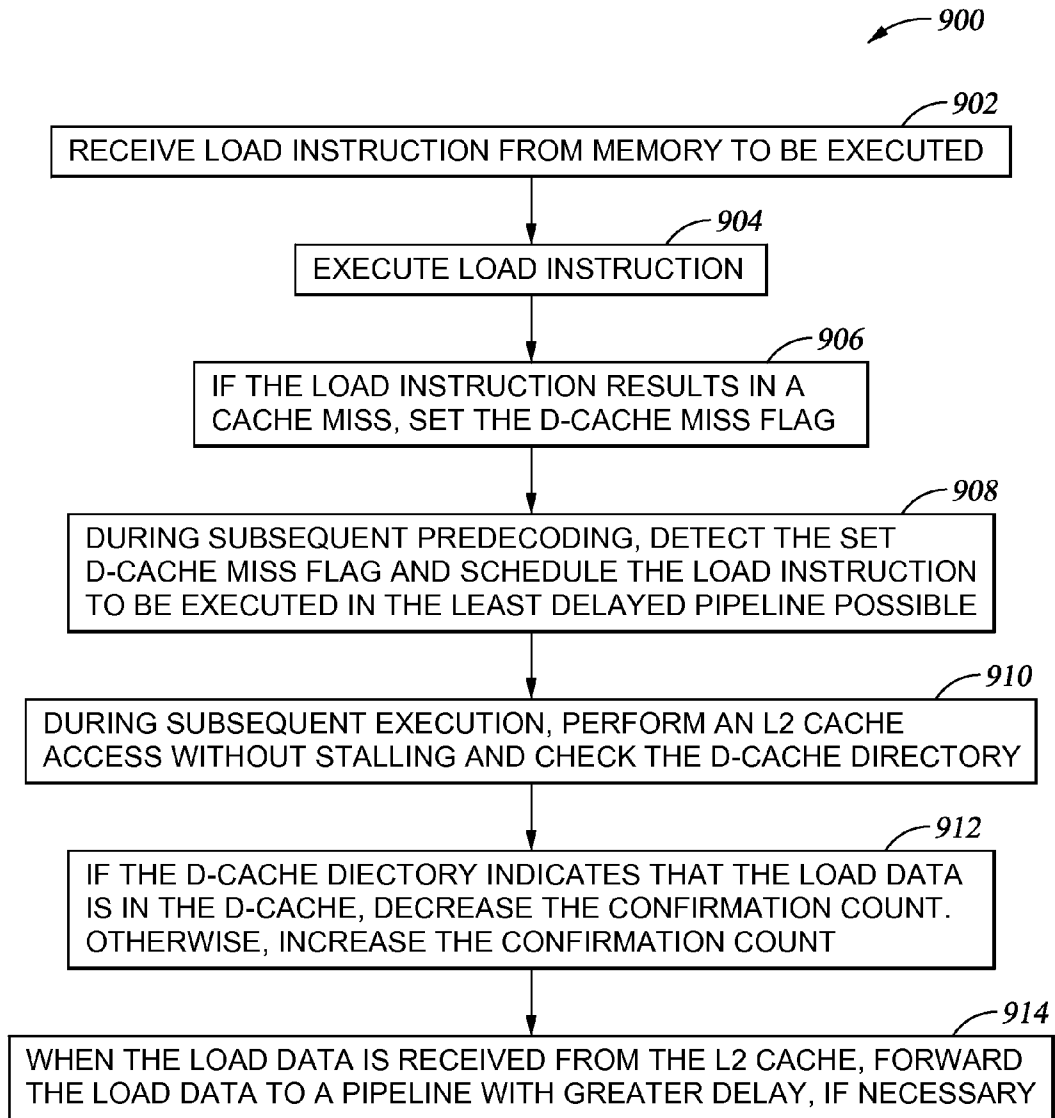 900
902
RECEIVE LOAD INSTRUCTION FROM MEMORY TO BE EXECUTED
904
EXECUTE LOAD INSTRUCTION
906
IF THE LOAD INSTRUCTION RESULTS IN A
CACHE MISS, SET THE D-CACHE MISS FLAG
908
DURING SUBSEQUENT PREDECODING, DETECT THE SET
D-CACHE MISS FLAG AND SCHEDULE THE LOAD INSTRUCTION
TO BE EXECUTED IN THE LEAST DELAYED PIPELINE POSSIBLE
910
DURING SUBSEQUENT EXECUTION, PERFORM AN L2 CACHE
ACCESS WITHOUT STALLING AND CHECK THE D-CACHE DIRECTORY
912
IF THE D-CACHE DIECTORY INDICATES THAT THE LOAD DATA
IS IN THE D-CACHE, DECREASE THE CONFIRMATION COUNT.
OTHERWISE, INCREASE THE CONFIRMATION COUNT
914
WHEN THE LOAD DATA IS RECEIVED FROM THE L2 CACHE, FORWARD
THE LOAD DATA TO A PIPELINE WITH GREATER DELAY, IF NECESSARY